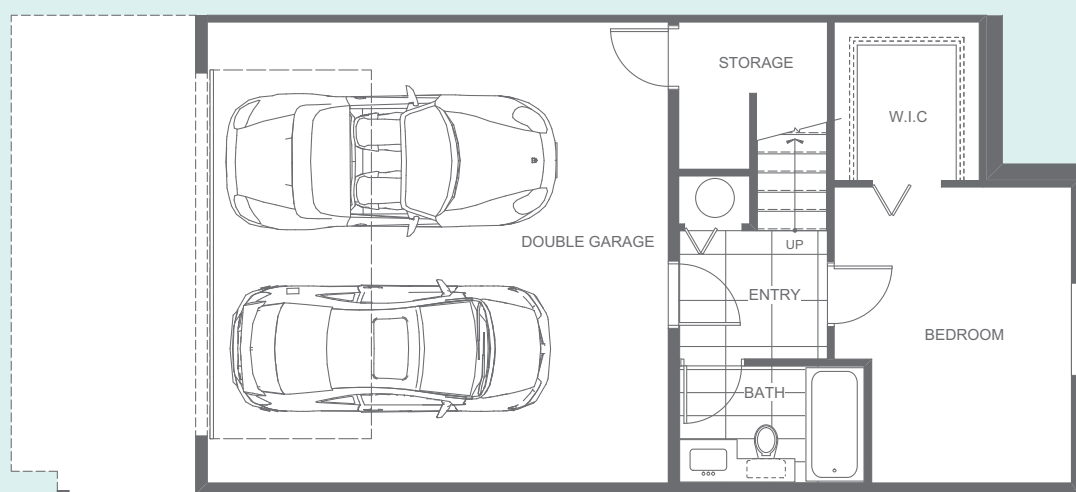 STORAGE
W.I.C
DOUBLE GARAGE
UP
ENTRY
BEDROOM
BATH